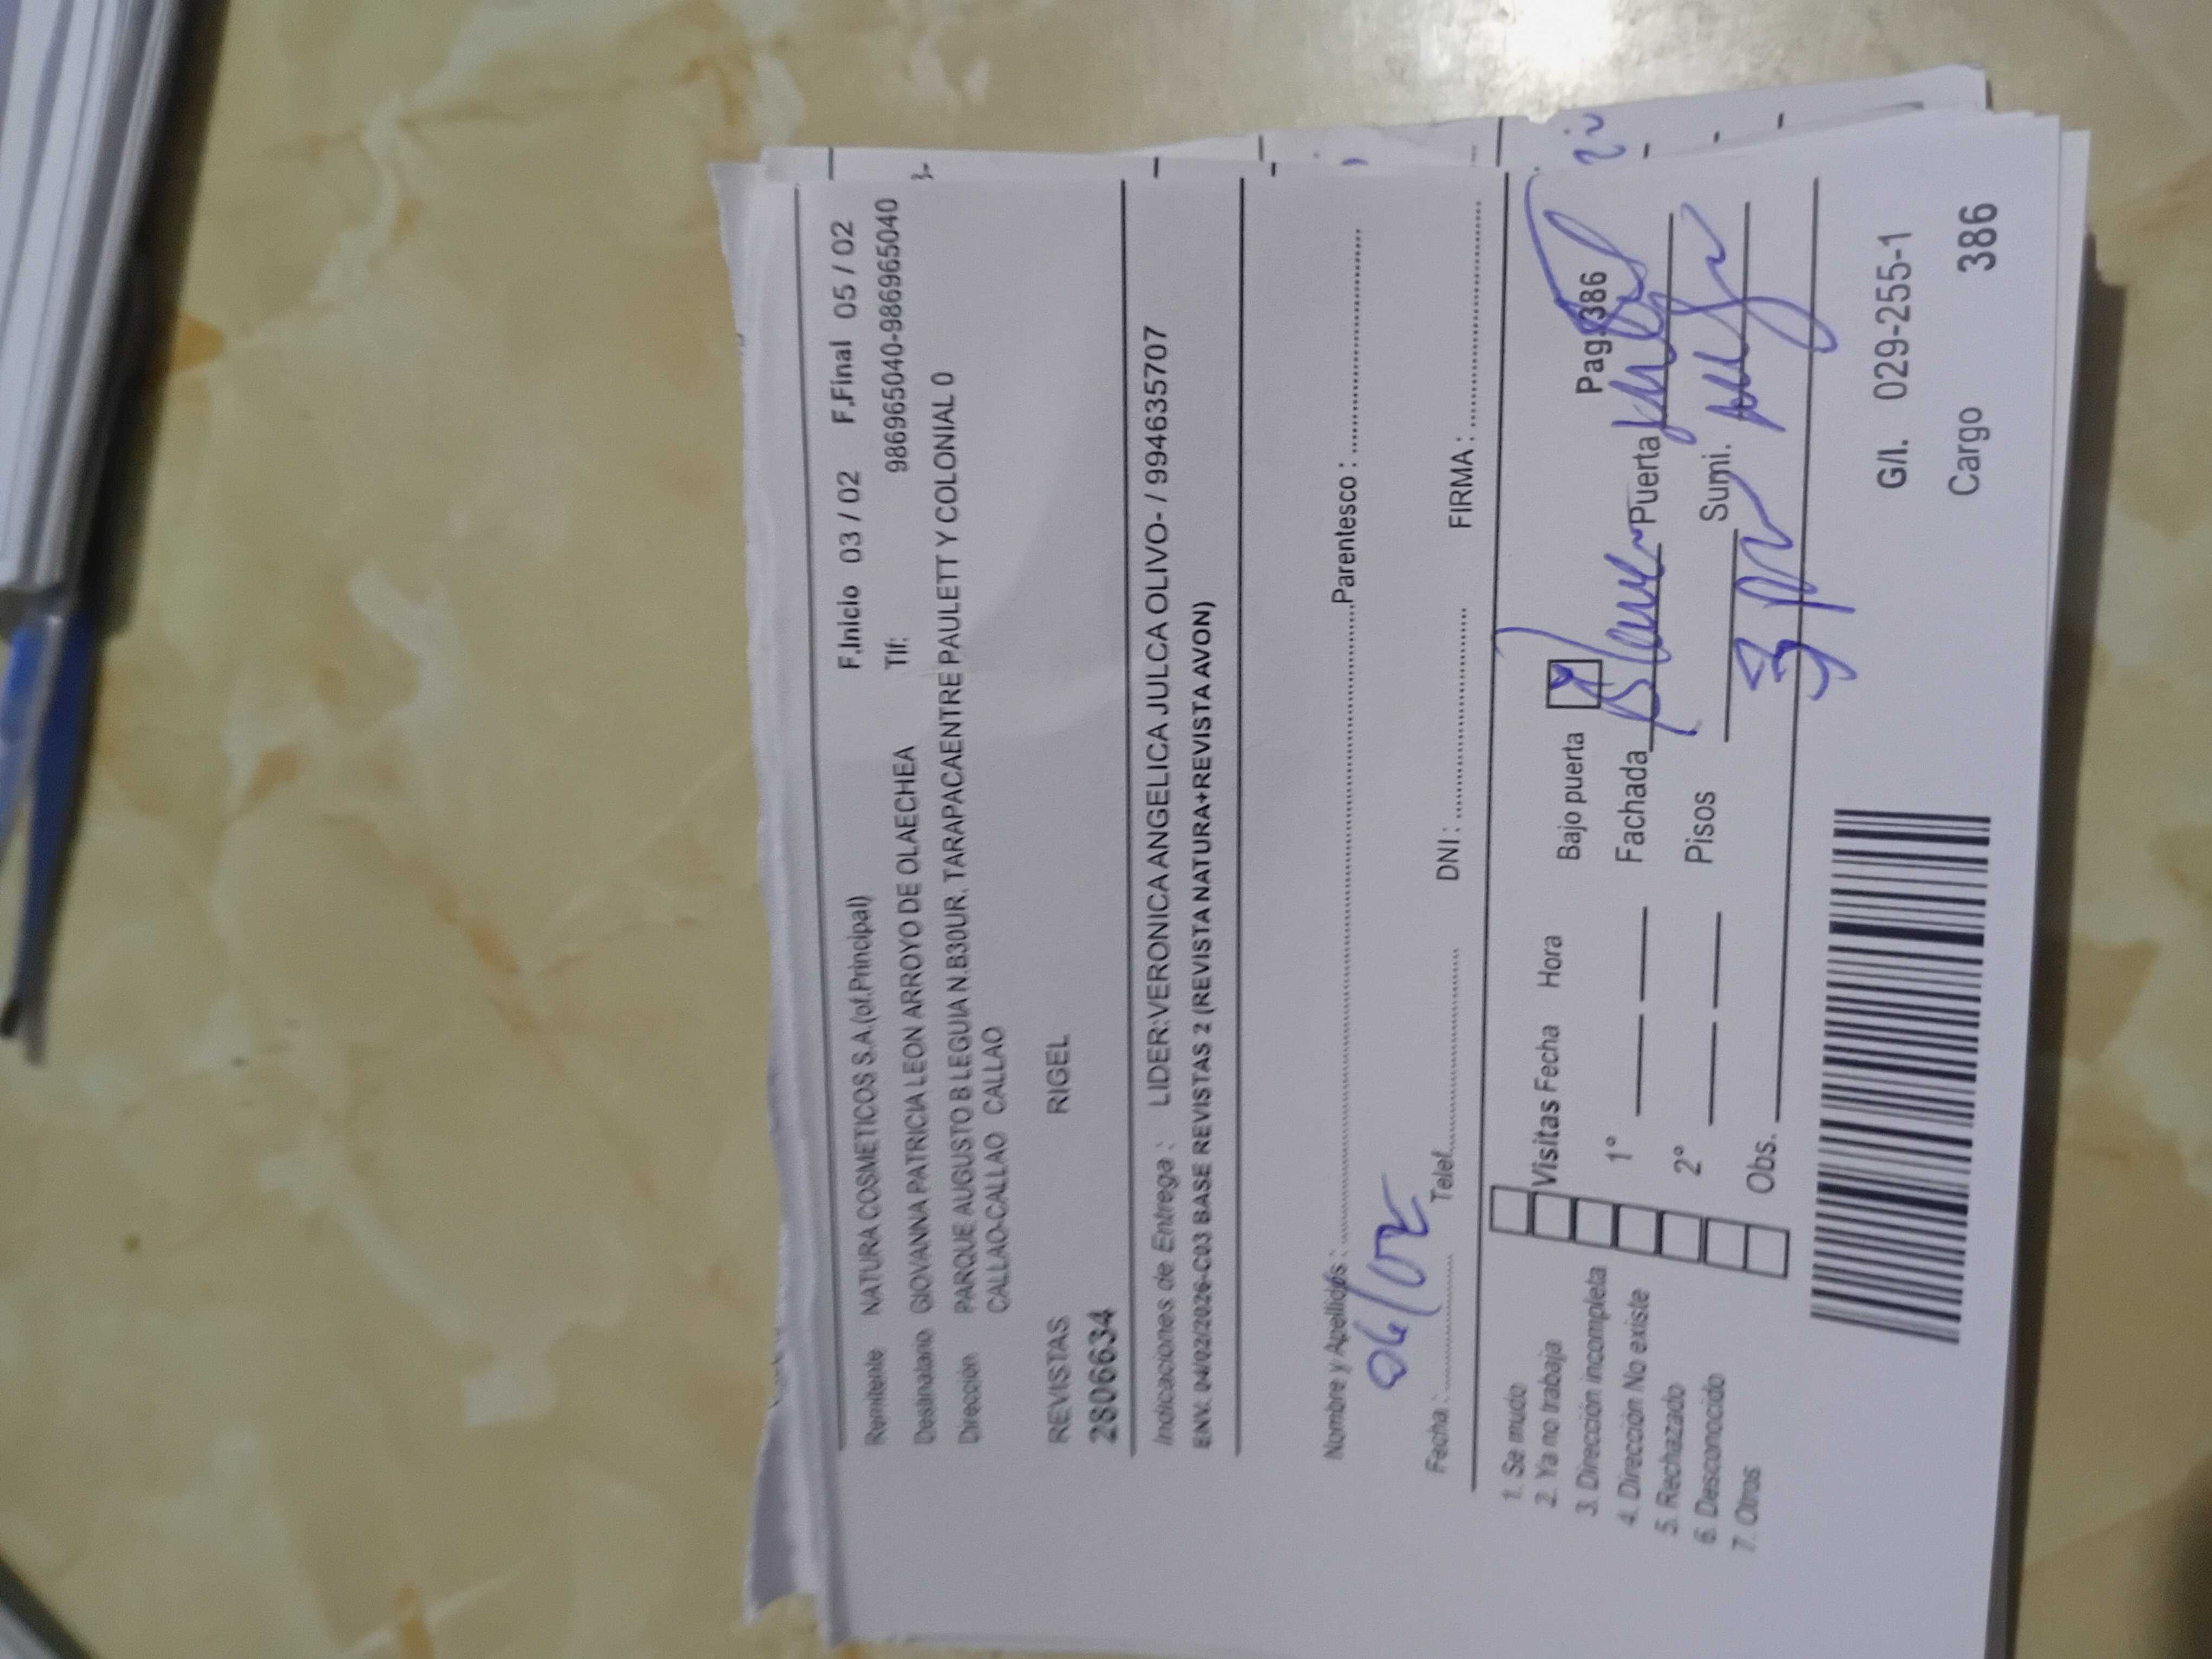 F.Inicio 03 / 02 F.Final 05 / 02
Remitente NATURA COSMETICOS S.A.(of.Principal) Tlf: 986965040-986965040
Destinatario GIOVANNA PATRICIA LEON ARROYO DE OLAECHEA
Dirección PARQUE AUGUSTO B LEGUIA N.B30UR. TARAPACAENTRE PAULETT Y COLONIAL 0
CALLAO-CALLAO CALLAO
REVISTAS RIGEL
2806634
Indicaciones de Entrega : LIDER:VERONICA ANGELICA JULCA OLIVO- / 994635707
ENV. 04/02/2026-C03 BASE REVISTAS 2 (REVISTA NATURA+REVISTA AVON)
Nombre y Apellidos : Parentesco :
06/02
Fecha : Telef. DNI : FIRMA :
Pag.386
1. Se mudo
2. Ya no trabaja
3. Dirección incompleta
4. Dirección No existe
5. Rechazado
6. Desconocido
7. Otros
Visitas Fecha Hora Bajo puerta
1° Fachada Puerta
2° Pisos 3 Sumi.
Obs.
G/I. 029-255-1
Cargo 386